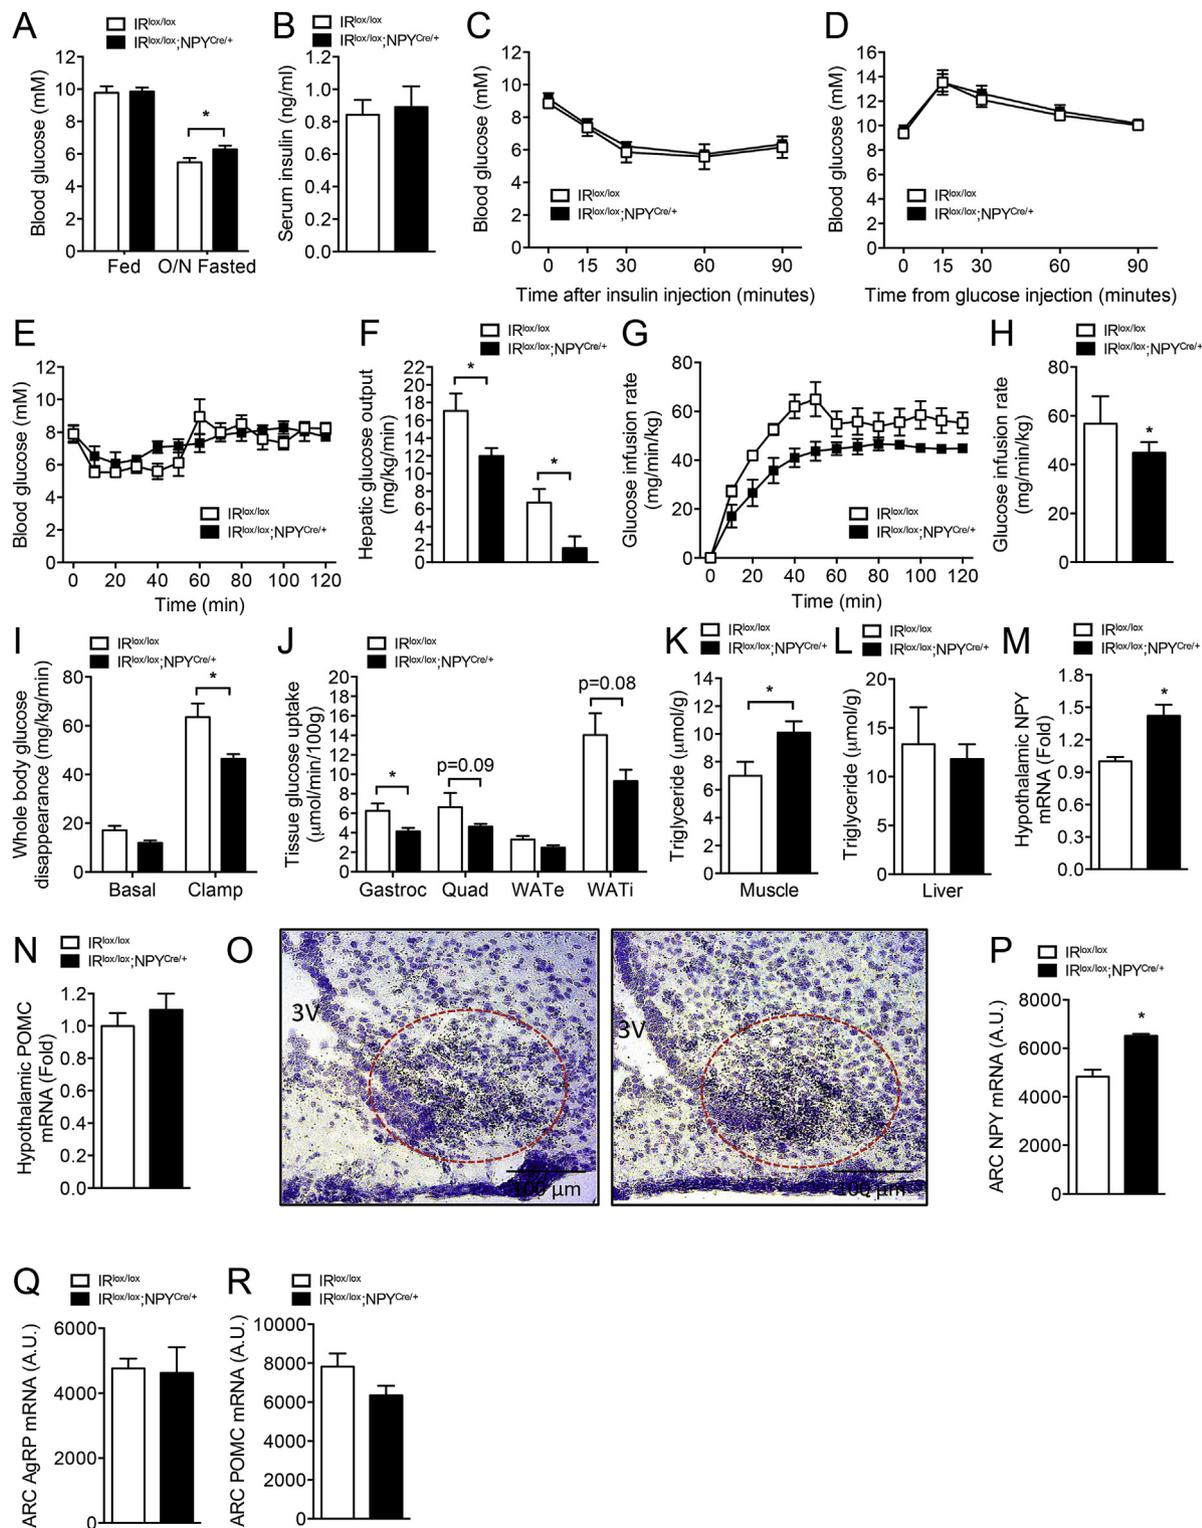 A
IRlox/lox
IRlox/lox;NPYCre/+
Blood glucose (mM)
12
10
8
6
4
2
0
*
Fed
O/N Fasted
B
IRlox/lox
IRlox/lox;NPYCre/+
Serum insulin (ng/ml)
1.2
1.0
0.8
0.6
0.4
0.2
0.0
C
Blood glucose (mM)
12
10
8
6
4
2
0
IRlox/lox
IRlox/lox;NPYCre/+
0 15 30 60 90
Time after insulin injection (minutes)
D
Blood glucose (mM)
16
14
12
10
8
6
4
2
0
IRlox/lox
IRlox/lox;NPYCre/+
0 15 30 60 90
Time from glucose injection (minutes)
E
Blood glucose (mM)
12
10
8
6
4
2
0
IRlox/lox
IRlox/lox;NPYCre/+
0 20 40 60 80 100 120
Time (min)
F
IRlox/lox
IRlox/lox;NPYCre/+
Hepatic glucose output
(mg/kg/min)
22
20
18
16
14
12
10
8
6
4
2
0
*
*
G
Glucose infusion rate
(mg/min/kg)
80
60
40
20
0
IRlox/lox
IRlox/lox;NPYCre/+
0 20 40 60 80 100 120
Time (min)
H
IRlox/lox
IRlox/lox;NPYCre/+
Glucose infusion rate
(mg/min/kg)
80
60
40
20
0
*
I
IRlox/lox
IRlox/lox;NPYCre/+
Whole body glucose
disappearance (mg/kg/min)
80
60
40
20
0
*
Basal
Clamp
J
IRlox/lox
IRlox/lox;NPYCre/+
Tissue glucose uptake
(μmol/min/100g)
20
18
16
14
12
10
8
6
4
2
0
*
p=0.09
p=0.08
Gastroc Quad WATe WATi
K
IRlox/lox
IRlox/lox;NPYCre/+
Triglyceride (μmol/g)
14
12
10
8
6
4
2
0
*
Muscle
L
IRlox/lox
IRlox/lox;NPYCre/+
Triglyceride (μmol/g)
20
15
10
5
0
Liver
M
IRlox/lox
IRlox/lox;NPYCre/+
Hypothalamic NPY
mRNA (Fold)
1.8
1.5
1.2
0.9
0.6
0.3
0.0
*
N
IRlox/lox
IRlox/lox;NPYCre/+
Hypothalamic POMC
mRNA (Fold)
1.2
1.0
0.8
0.6
0.4
0.2
0.0
O
3V
100 μm
3V
100 μm
P
IRlox/lox
IRlox/lox;NPYCre/+
ARC NPY mRNA (A.U.)
8000
6000
4000
2000
0
*
Q
IRlox/lox
IRlox/lox;NPYCre/+
ARC AgRP mRNA (A.U.)
6000
4000
2000
0
R
IRlox/lox
IRlox/lox;NPYCre/+
ARC POMC mRNA (A.U.)
10000
8000
6000
4000
2000
0